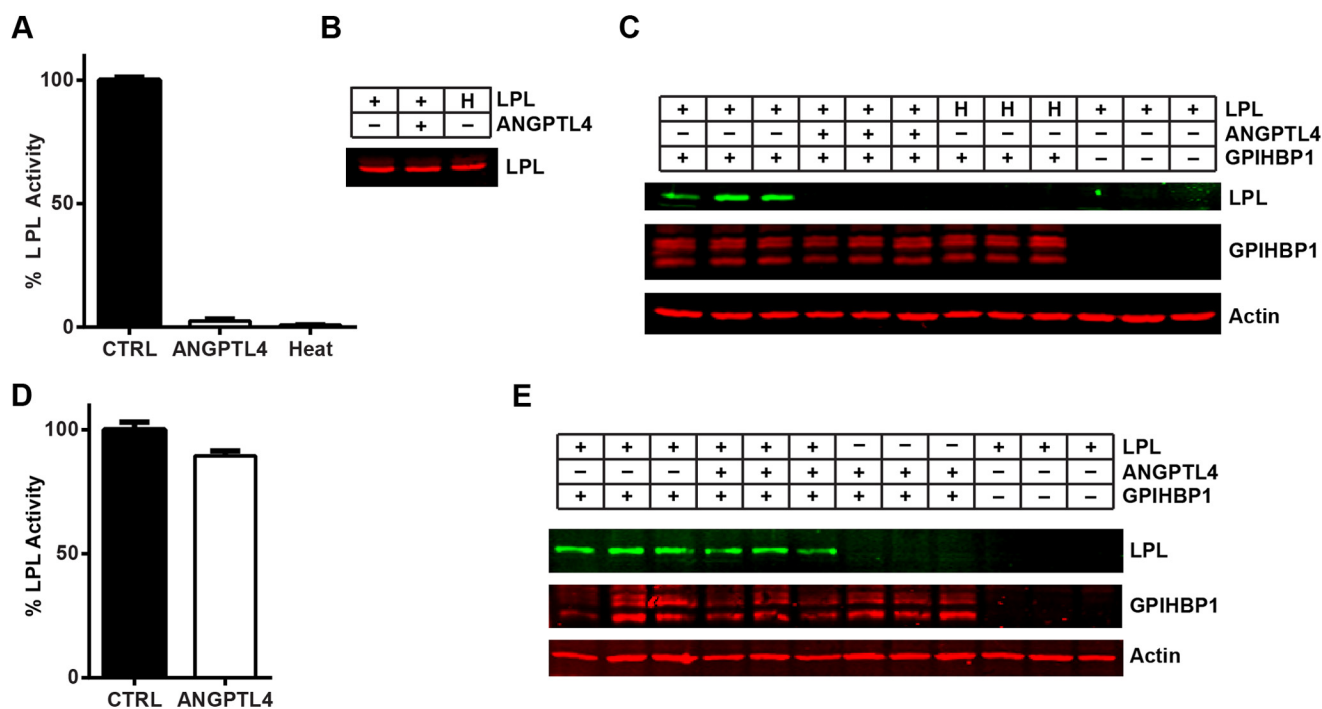 A
100
50
0
% LPL Activity
CTRL ANGPTL4 Heat
B
+ + H LPL
− + − ANGPTL4
LPL
C
+ + + + + + H H H + + + LPL
− − − + + + − − − − − − ANGPTL4
+ + + + + + + + + − − − GPIHBP1
LPL
GPIHBP1
Actin
D
100
50
0
% LPL Activity
CTRL ANGPTL4
E
+ + + + + + − − − + + + LPL
− − − + + + + + + − − − ANGPTL4
+ + + + + + + + + − − − GPIHBP1
LPL
GPIHBP1
Actin